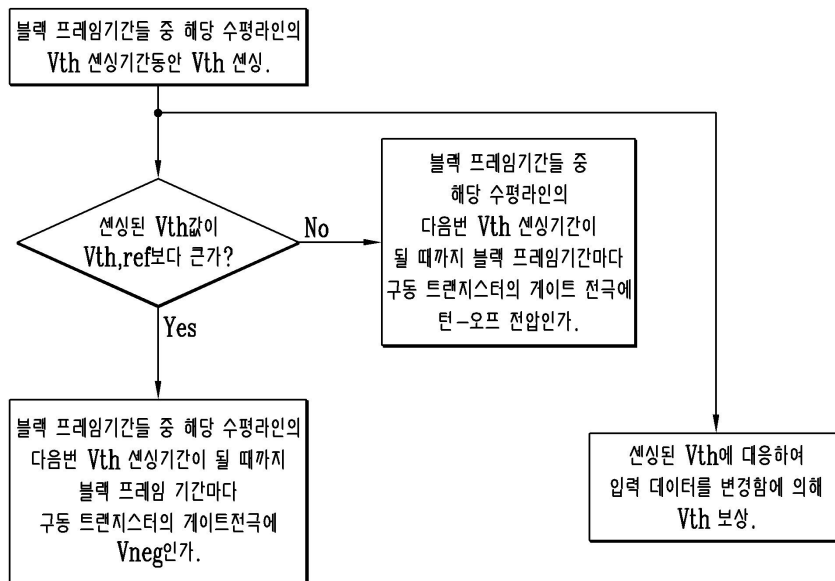 블랙 프레임기간들 중 해당 수평라인의
Vth 센싱기간동안 Vth 센싱.
센싱된 Vth값이
Vth,ref보다 큰가?
No
Yes
블랙 프레임기간들 중
해당 수평라인의
다음번 Vth 센싱기간이
될 때까지 블랙 프레임기간마다
구동 트랜지스터의 게이트 전극에
턴-오프 전압인가.
블랙 프레임기간들 중 해당 수평라인의
다음번 Vth 센싱기간이 될 때까지
블랙 프레임 기간마다
구동 트랜지스터의 게이트전극에
Vneg인가.
센싱된 Vth에 대응하여
입력 데이터를 변경함에 의해
Vth 보상.